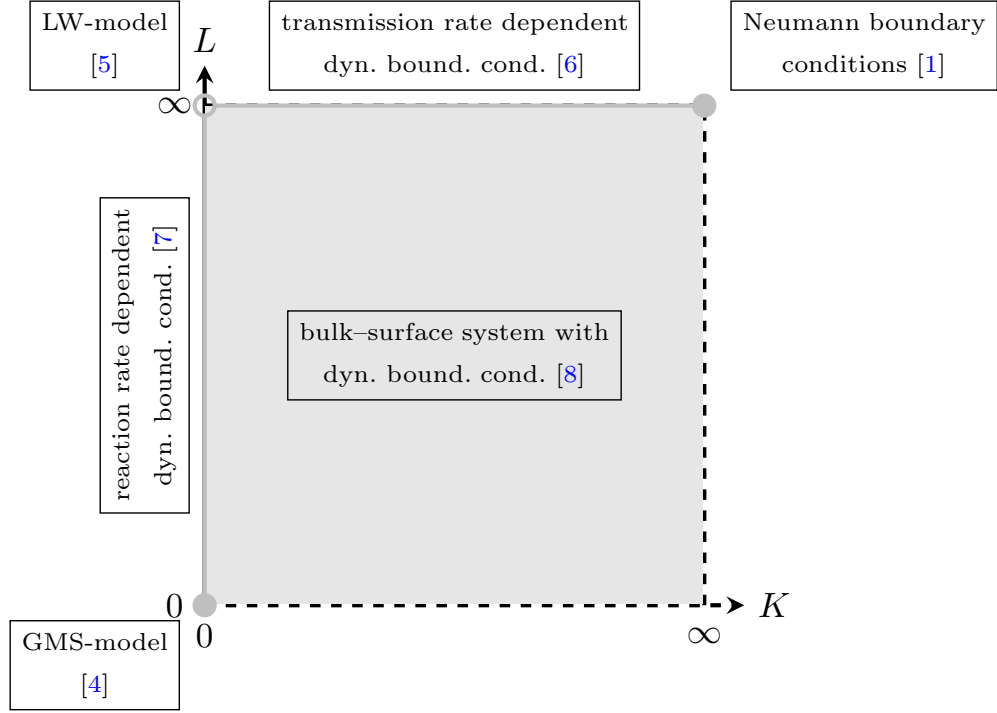 LW-model
[5]
L
transmission rate dependent
dyn. bound. cond. [6]
Neumann boundary
conditions [1]
∞
reaction rate dependent
dyn. bound. cond. [7]
bulk–surface system with
dyn. bound. cond. [8]
0
K
0
∞
GMS-model
[4]